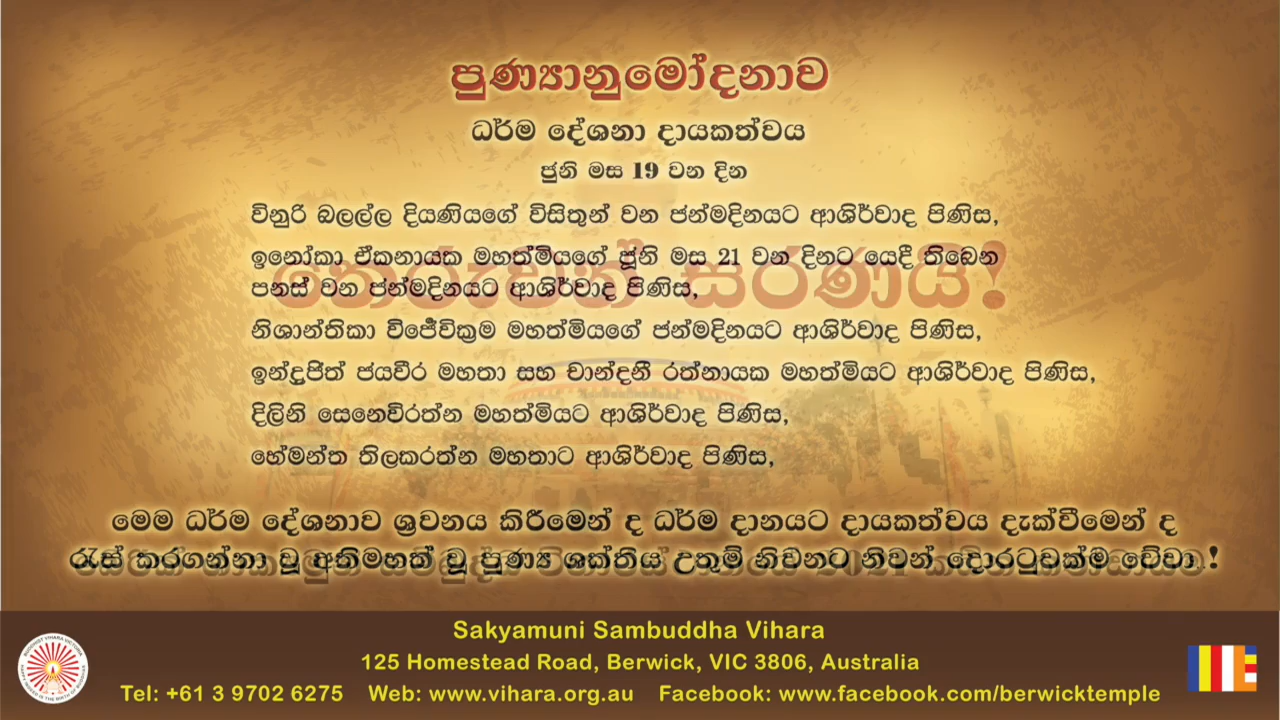 පුණ්‍යානුමෝදනාව
ධර්ම දේශනා දායකත්වය
ජුනි මස 19 වන දින
විනුරි බලල්ල දියණියගේ විසිතුන් වන ජන්මදිනයට ආශිර්වාද පිණිස,
ඉනෝකා ඒකනායක මහත්මියගේ ජූනි මස 21 වන දිනට යෙදී තිබෙන
පනස් වන ජන්මදිනයට ආශිර්වාද පිණිස,
තෙරුවන් සරණයි!
නිශාන්තිකා විජේවික්‍රම මහත්මියගේ ජන්මදිනයට ආශිර්වාද පිණිස,
ඉන්ද්‍රජිත් ජයවීර මහතා සහ චාන්දනී රත්නායක මහත්මියට ආශිර්වාද පිණිස,
දිලිනි සෙනෙවිරත්න මහත්මියට ආශිර්වාද පිණිස,
හේමන්ත තිලකරත්න මහතාට ආශිර්වාද පිණිස,
මෙම ධර්ම දේශනාව ශ්‍රවනය කිරීමෙන් ද ධර්ම දානයට දායකත්වය දැක්වීමෙන් ද
රැස් කරගන්නා වූ අතිමහත් වූ පුණ්‍ය ශක්තිය උතුම් නිවනට නිවන් දොරටුවක්ම වේවා.!
Sakyamuni Sambuddha Vihara
125 Homestead Road, Berwick, VIC 3806, Australia
Tel: +61 3 9702 6275 Web: www.vihara.org.au Facebook: www.facebook.com/berwicktemple